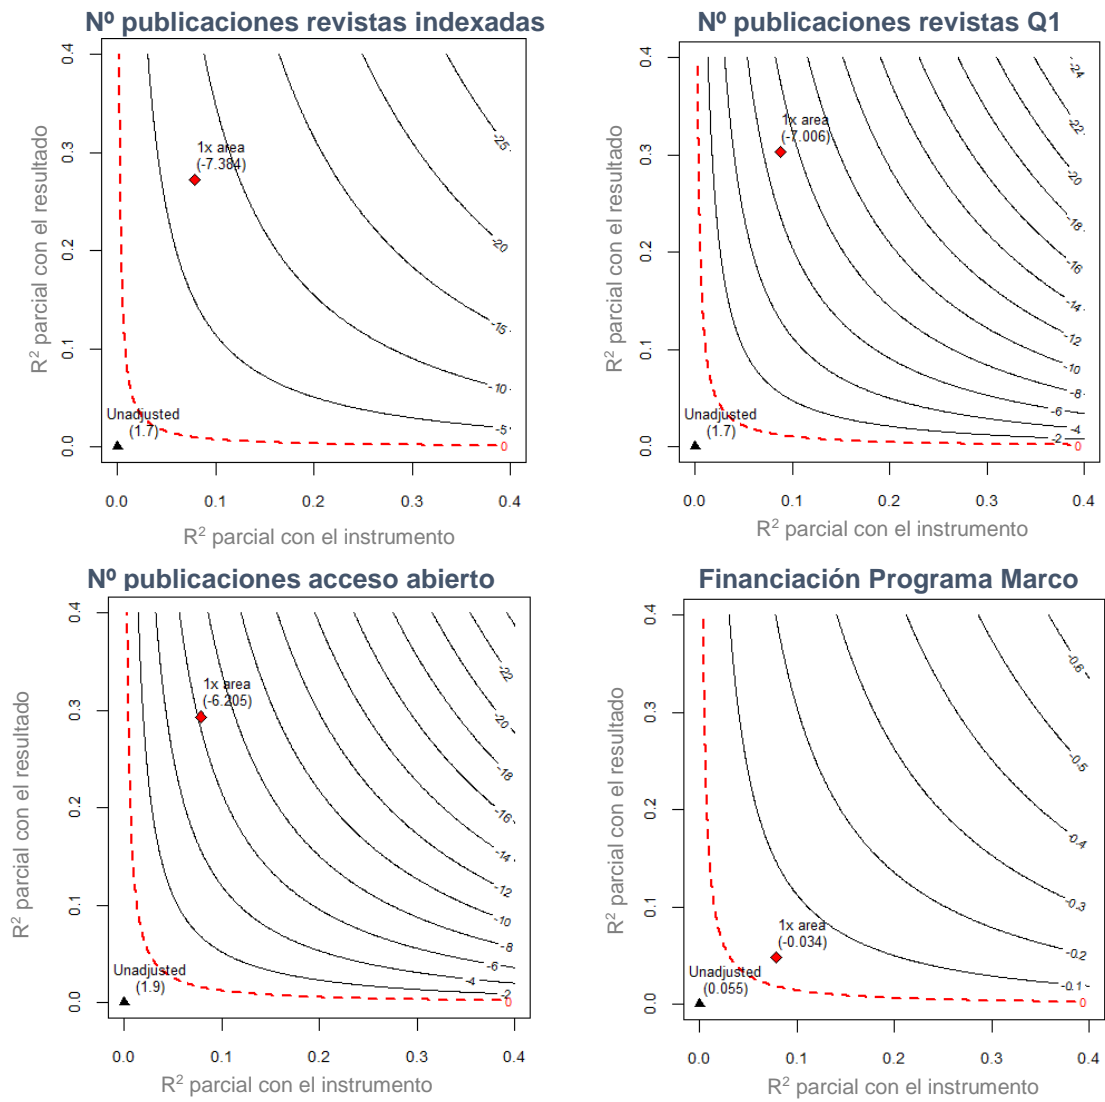 Nº publicaciones revistas indexadas
R² parcial con el resultado
0.4
0.3
0.2
0.1
0.0
1x area
(-7.384)
Unadjusted
(1.7)
-25
-20
-15
-10
-5
0
0.0 0.1 0.2 0.3 0.4
R² parcial con el instrumento
Nº publicaciones revistas Q1
R² parcial con el resultado
0.4
0.3
0.2
0.1
0.0
1x area
(-7.006)
Unadjusted
(1.7)
-24
-22
-20
-18
-16
-14
-12
-10
-8
-6
-4
-2
0
0.0 0.1 0.2 0.3 0.4
R² parcial con el instrumento
Nº publicaciones acceso abierto
R² parcial con el resultado
0.4
0.3
0.2
0.1
0.0
1x area
(-6.205)
Unadjusted
(1.9)
-22
-20
-18
-16
-14
-12
-10
-8
-6
-4
-2
0
0.0 0.1 0.2 0.3 0.4
R² parcial con el instrumento
Financiación Programa Marco
R² parcial con el resultado
0.4
0.3
0.2
0.1
0.0
1x area
(-0.034)
Unadjusted
(0.055)
-0.6
-0.5
-0.4
-0.3
-0.2
-0.1
0
0.0 0.1 0.2 0.3 0.4
R² parcial con el instrumento